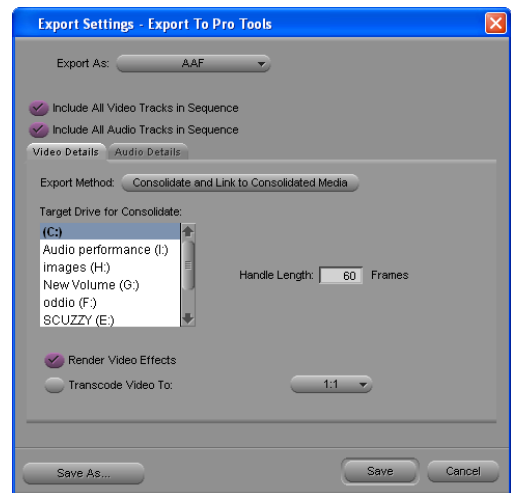 Export Settings - Export To Pro Tools
Export As: AAF
Include All Video Tracks in Sequence
Include All Audio Tracks in Sequence
Video Details Audio Details
Export Method: Consolidate and Link to Consolidated Media
Target Drive for Consolidate:
(C:)
Audio performance (I:)
images (H:)
New Volume (G:)
oddio (F:)
SCUZZY (E:)
Handle Length: 60 Frames
Render Video Effects
Transcode Video To: 1:1
Save As... Save Cancel